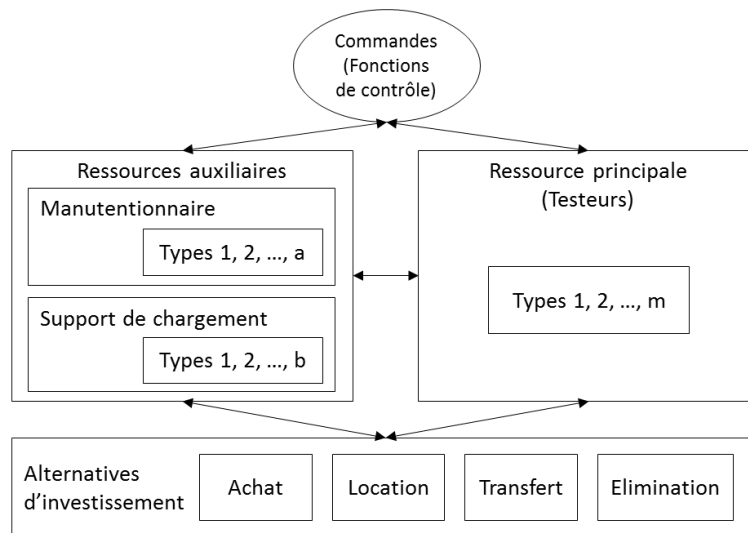 Commandes
(Fonctions
de contrôle)
Ressources auxiliaires
Manutentionnaire
Types 1, 2, ..., a
Support de chargement
Types 1, 2, ..., b
Ressource principale
(Testeurs)
Types 1, 2, ..., m
Alternatives
d'investissement
Achat
Location
Transfert
Elimination